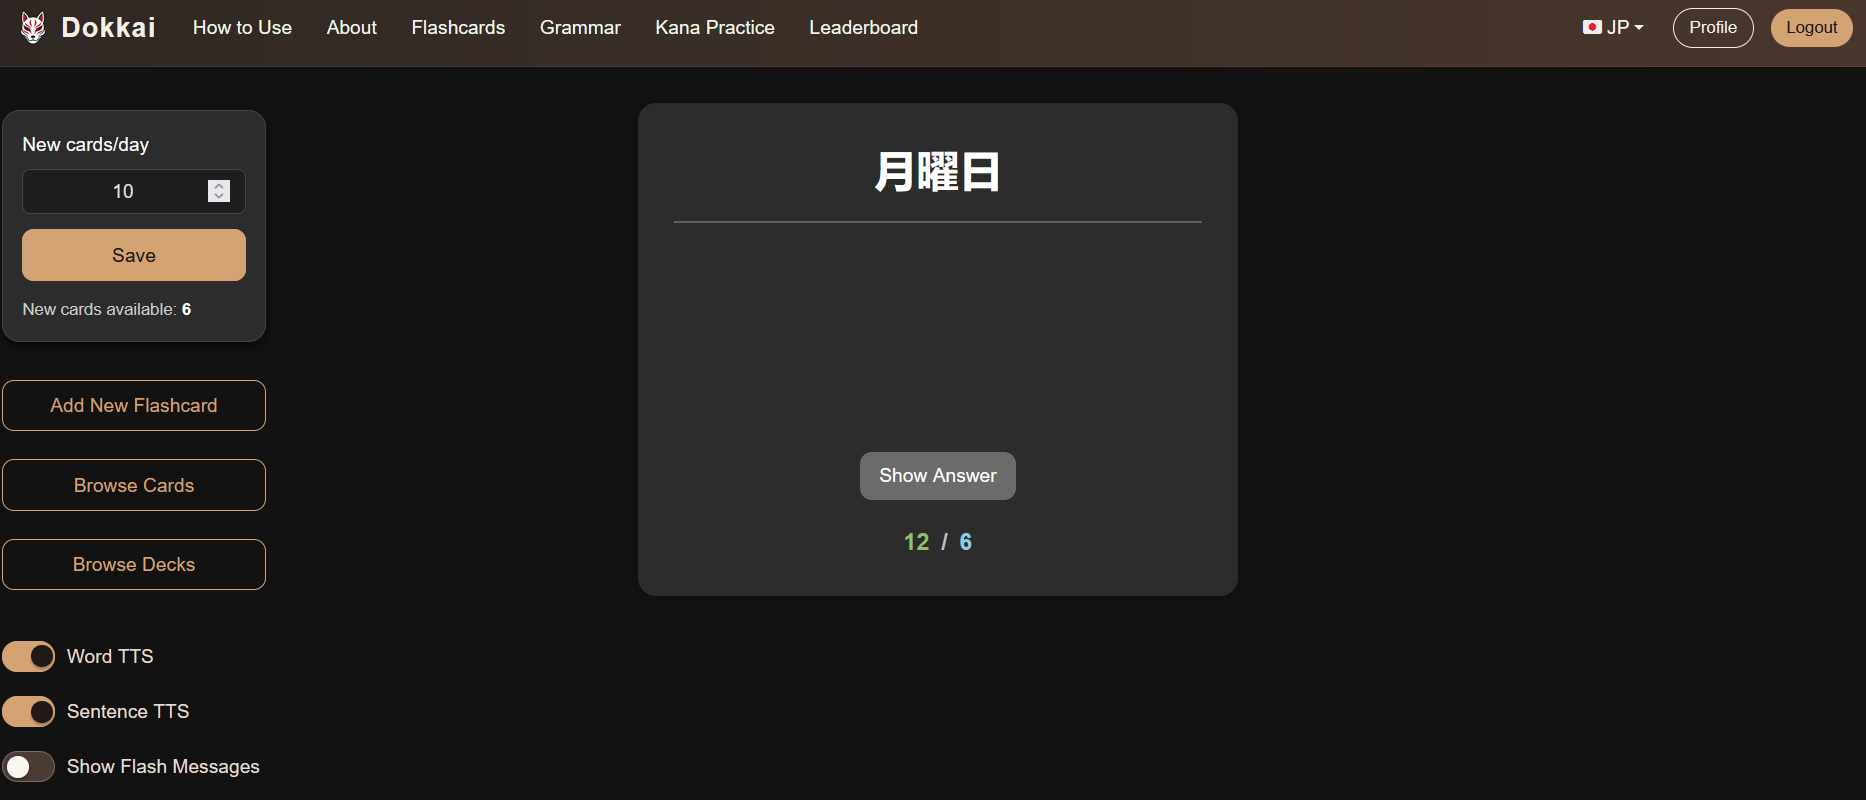 Dokkai How to Use About Flashcards Grammar Kana Practice Leaderboard JP Profile Logout
New cards/day
10
Save
New cards available: 6
Add New Flashcard
Browse Cards
Browse Decks
Word TTS
Sentence TTS
Show Flash Messages
月曜日
Show Answer
12 / 6